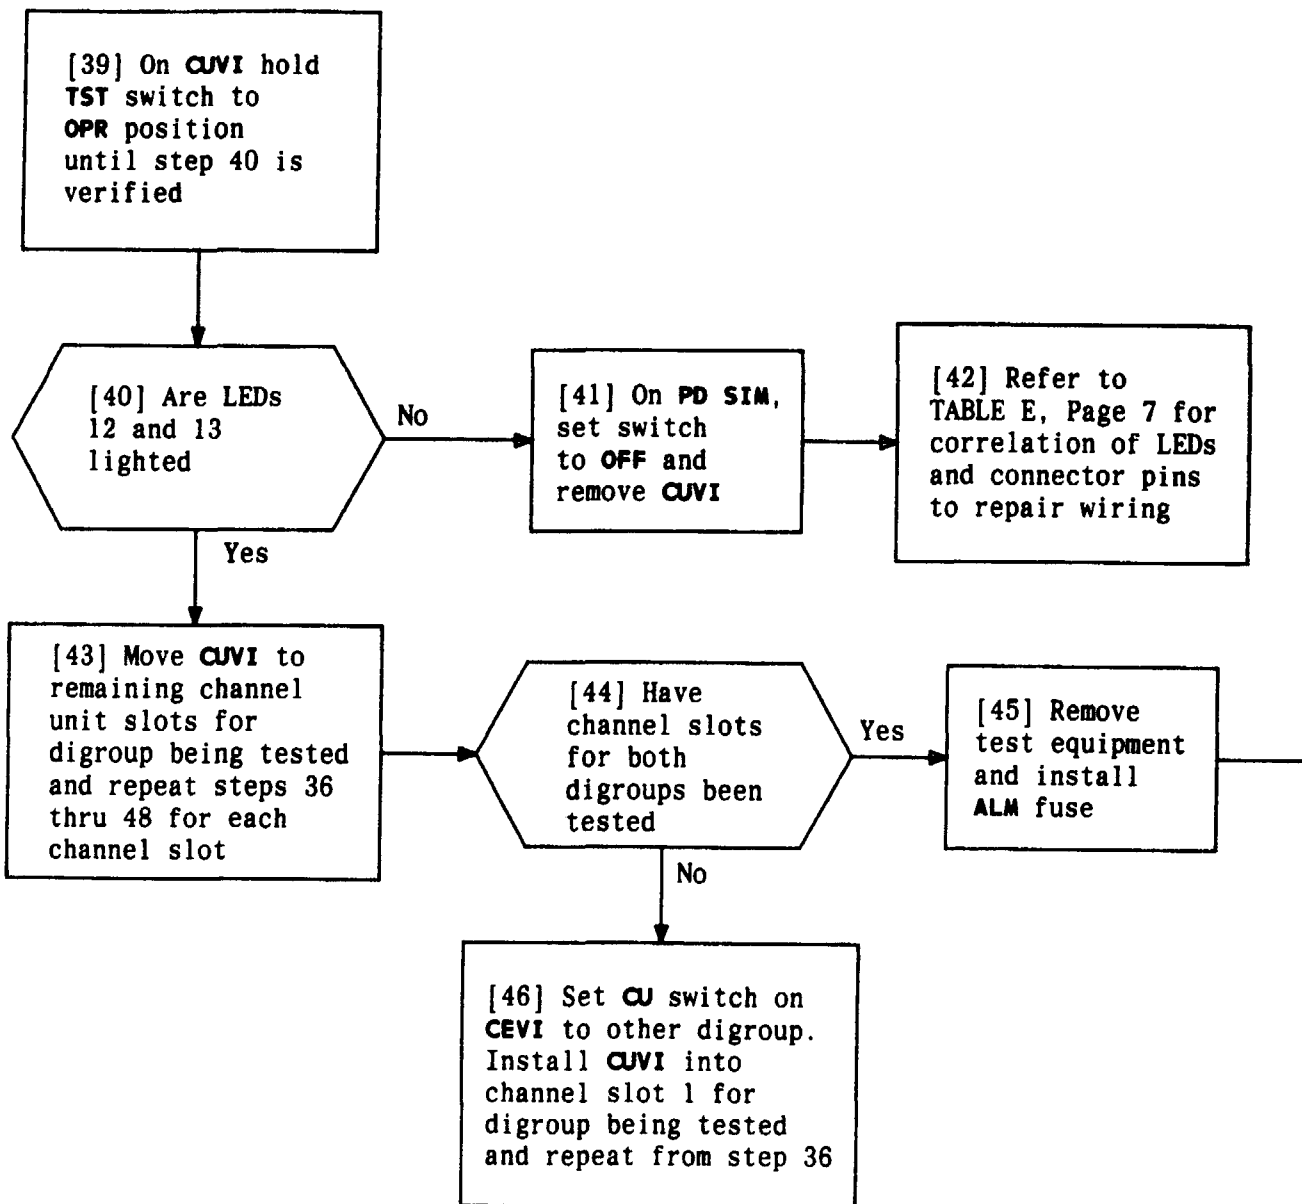 [39] On CUVI hold
TST switch to
OPR position
until step 40 is
verified
[40] Are LEDs
12 and 13
lighted
No
[41] On PD SIM,
set switch
to OFF and
remove CUVI
[42] Refer to
TABLE E, Page 7 for
correlation of LEDs
and connector pins
to repair wiring
Yes
[43] Move CUVI to
remaining channel
unit slots for
digroup being tested
and repeat steps 36
thru 48 for each
channel slot
[44] Have
channel slots
for both
digroups been
tested
Yes
[45] Remove
test equipment
and install
ALM fuse
No
[46] Set CU switch on
CEVI to other digroup.
Install CUVI into
channel slot 1 for
digroup being tested
and repeat from step 36